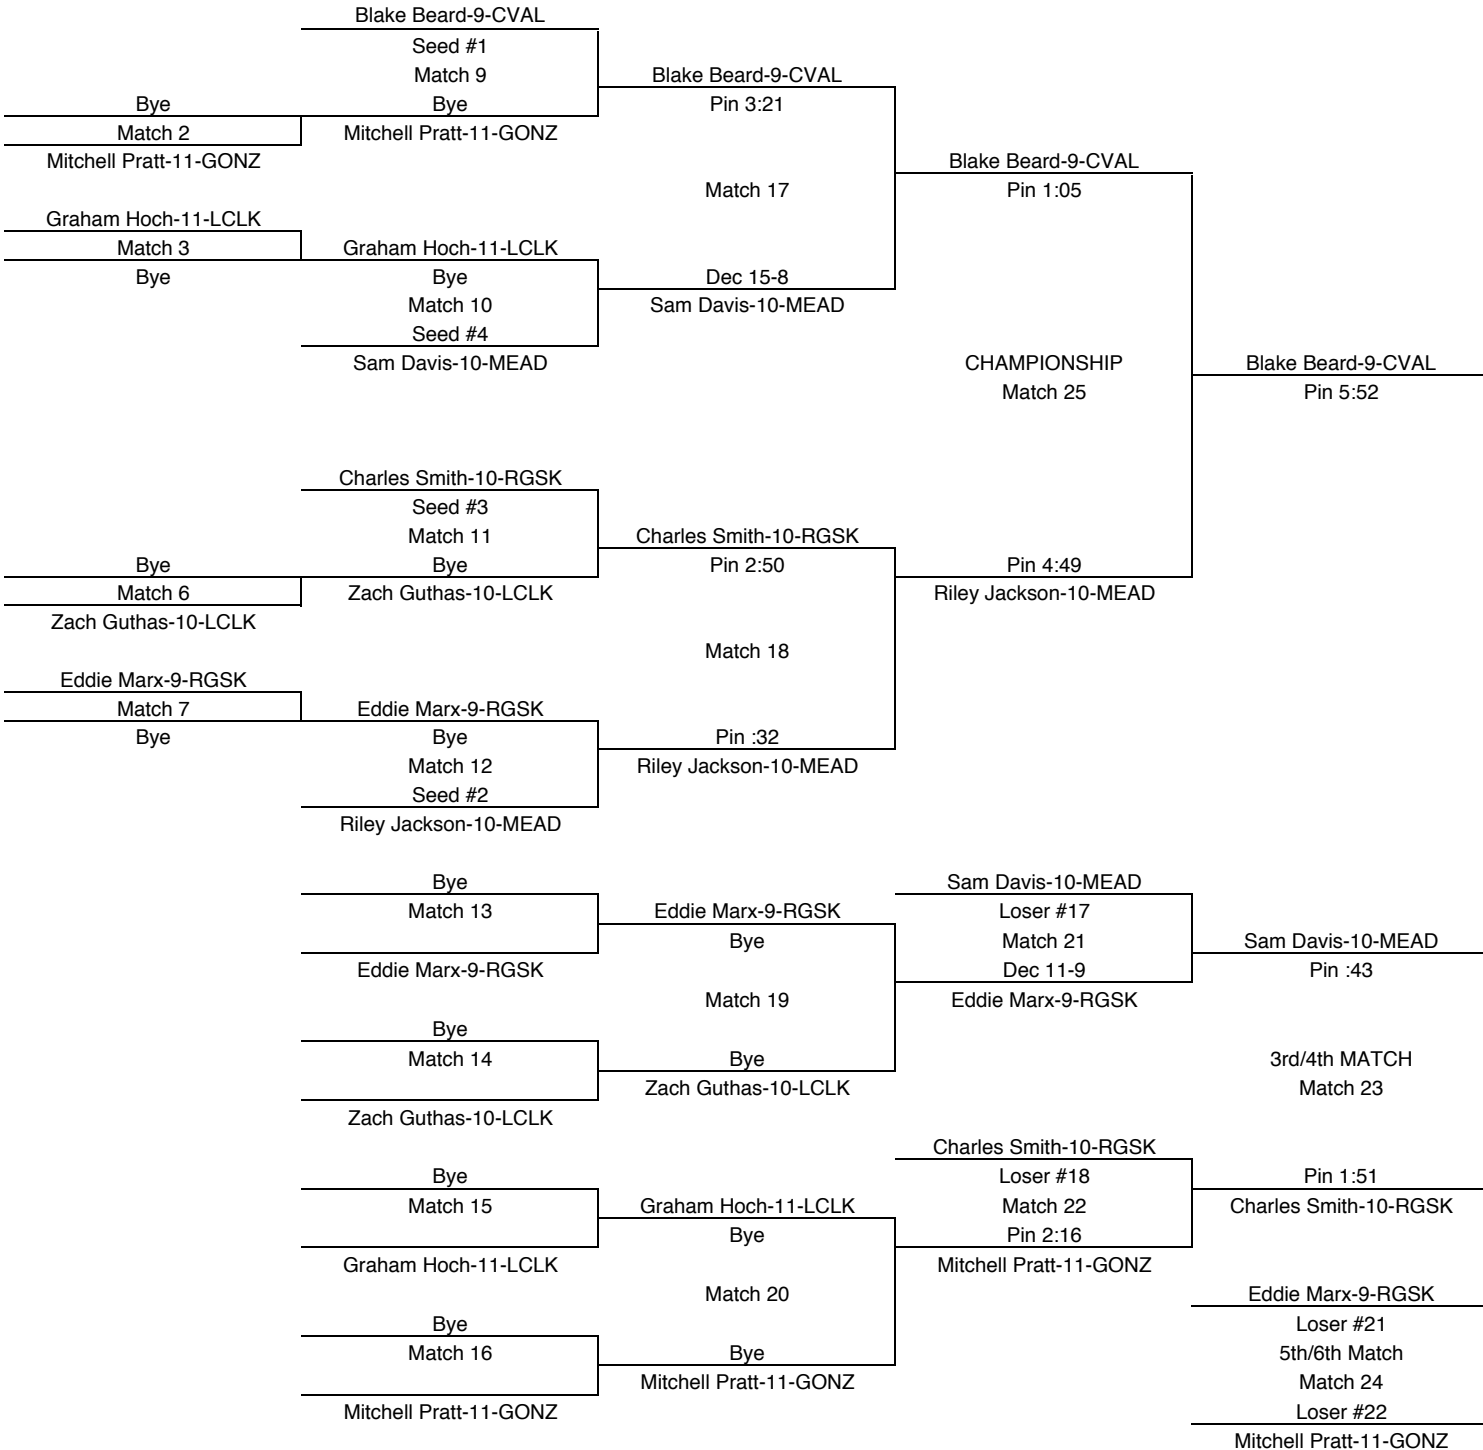 Blake Beard-9-CVAL
Seed #1
Match 9
Blake Beard-9-CVAL
Bye
Bye
Pin 3:21
Match 2
Mitchell Pratt-11-GONZ
Mitchell Pratt-11-GONZ
Blake Beard-9-CVAL
Match 17
Pin 1:05
Graham Hoch-11-LCLK
Match 3
Graham Hoch-11-LCLK
Bye
Bye
Dec 15-8
Match 10
Sam Davis-10-MEAD
Seed #4
Sam Davis-10-MEAD
CHAMPIONSHIP
Blake Beard-9-CVAL
Match 25
Pin 5:52
Charles Smith-10-RGSK
Seed #3
Match 11
Charles Smith-10-RGSK
Bye
Bye
Pin 2:50
Pin 4:49
Match 6
Zach Guthas-10-LCLK
Riley Jackson-10-MEAD
Zach Guthas-10-LCLK
Match 18
Eddie Marx-9-RGSK
Match 7
Eddie Marx-9-RGSK
Bye
Bye
Pin :32
Match 12
Riley Jackson-10-MEAD
Seed #2
Riley Jackson-10-MEAD
Bye
Sam Davis-10-MEAD
Match 13
Eddie Marx-9-RGSK
Loser #17
Bye
Match 21
Sam Davis-10-MEAD
Eddie Marx-9-RGSK
Dec 11-9
Pin :43
Match 19
Eddie Marx-9-RGSK
Bye
Match 14
Bye
3rd/4th MATCH
Zach Guthas-10-LCLK
Match 23
Zach Guthas-10-LCLK
Charles Smith-10-RGSK
Bye
Loser #18
Pin 1:51
Match 15
Graham Hoch-11-LCLK
Match 22
Charles Smith-10-RGSK
Bye
Pin 2:16
Graham Hoch-11-LCLK
Mitchell Pratt-11-GONZ
Match 20
Eddie Marx-9-RGSK
Bye
Loser #21
Match 16
Bye
5th/6th Match
Mitchell Pratt-11-GONZ
Match 24
Mitchell Pratt-11-GONZ
Loser #22
Mitchell Pratt-11-GONZ